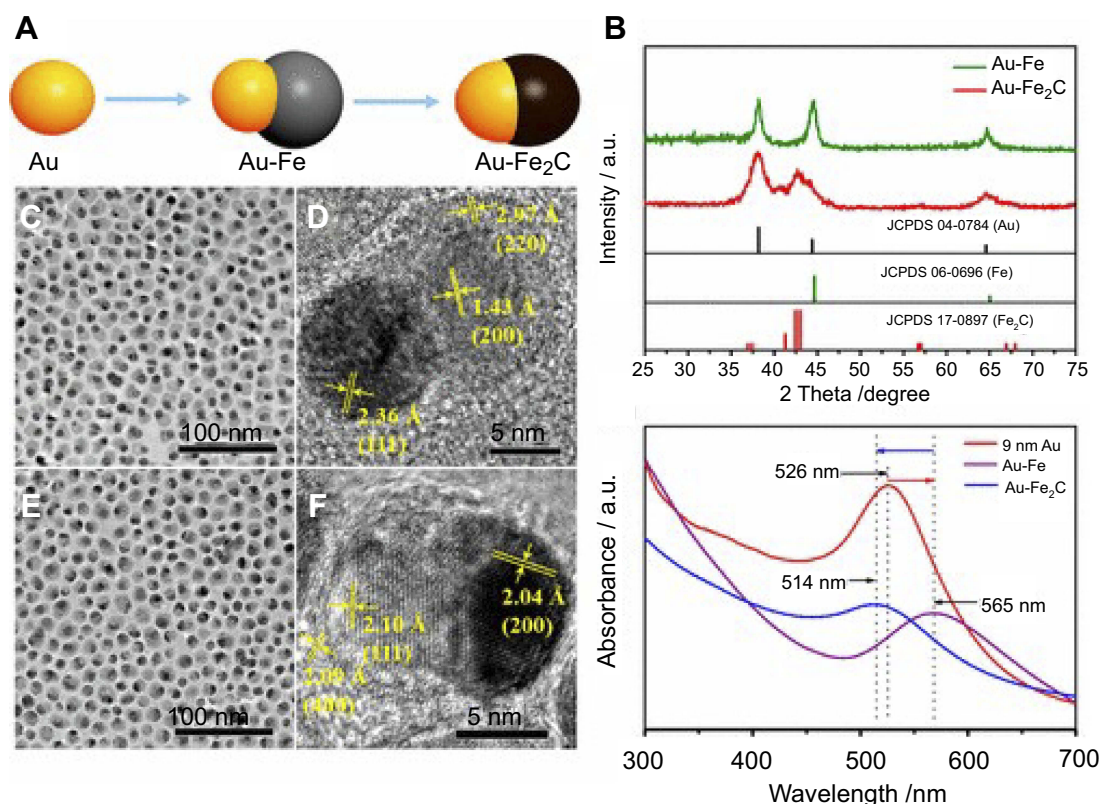 A
Au
Au-Fe
Au-Fe₂C
B
Intensity / a.u.
Au-Fe
Au-Fe₂C
JCPDS 04-0784 (Au)
JCPDS 06-0696 (Fe)
JCPDS 17-0897 (Fe₂C)
25 30 35 40 45 50 55 60 65 70 75 25
2 Theta /degree
C
100 nm
D
2.97 Å
(220)
1.43 Å
(200)
2.36 Å
(111)
5 nm
E
100 nm
F
2.04 Å
(200)
2.10 Å
(111)
2.09 Å
5 nm
Absorbance / a.u.
9 nm Au
Au-Fe
Au-Fe₂C
526 nm
514 nm
565 nm
300 400 500 600 700
Wavelength /nm